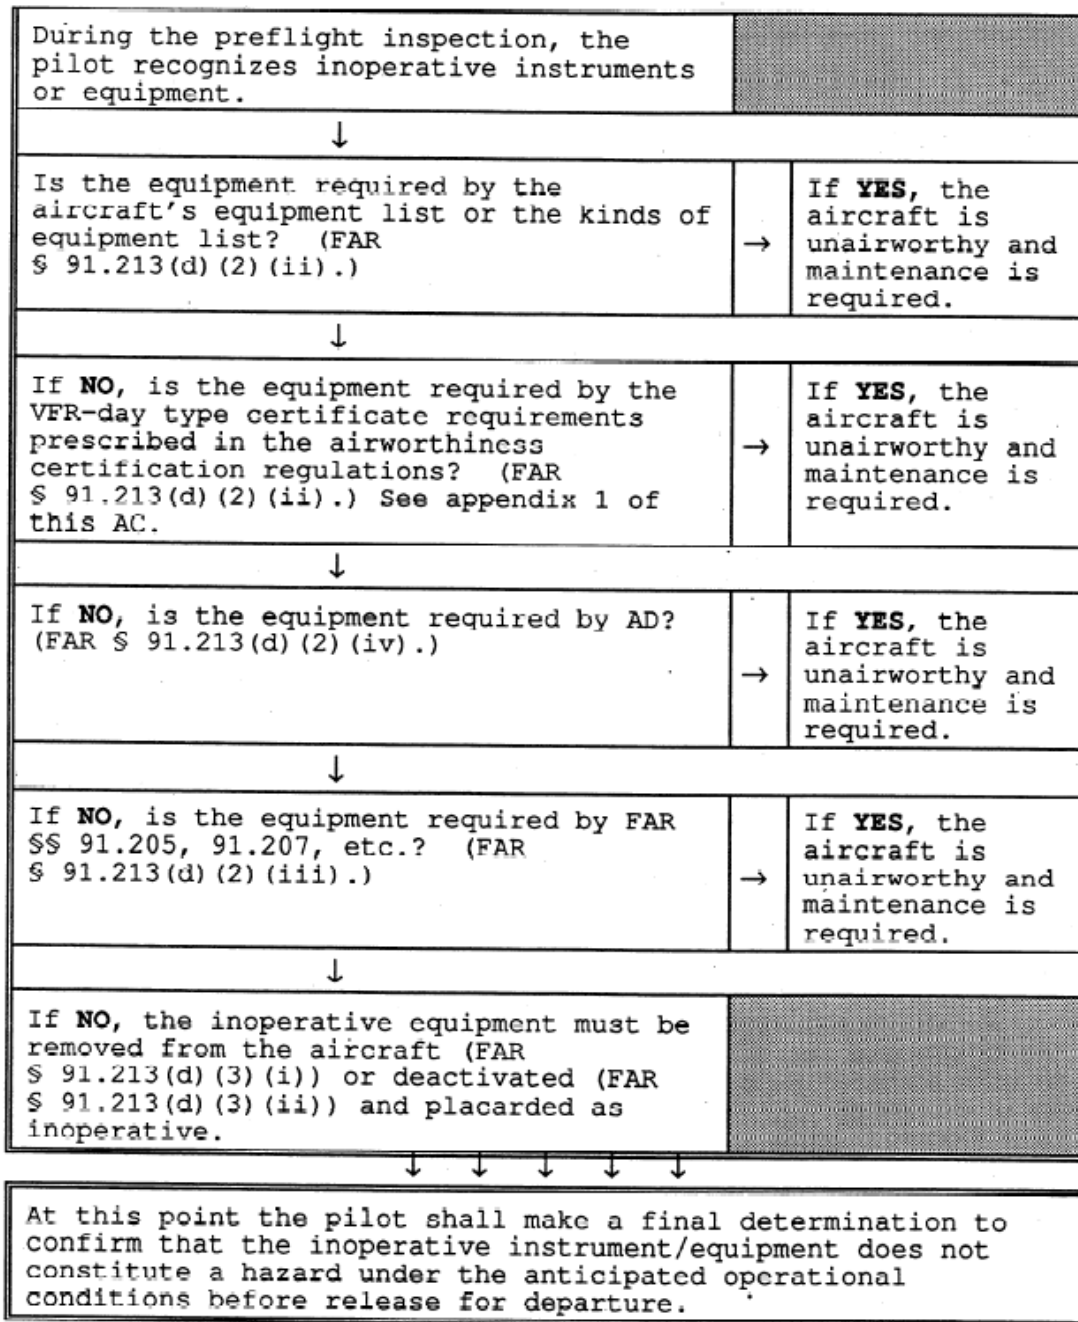 During the preflight inspection, the
pilot recognizes inoperative instruments
or equipment.
↓
Is the equipment required by the
aircraft's equipment list or the kinds of
equipment list? (FAR
§ 91.213(d)(2)(ii).)
→
If YES, the
aircraft is
unairworthy and
maintenance is
required.
↓
If NO, is the equipment required by the
VFR-day type certificate requirements
prescribed in the airworthiness
certification regulations? (FAR
§ 91.213(d)(2)(ii).) See appendix 1 of
this AC.
→
If YES, the
aircraft is
unairworthy and
maintenance is
required.
↓
If NO, is the equipment required by AD?
(FAR § 91.213(d)(2)(iv).)
→
If YES, the
aircraft is
unairworthy and
maintenance is
required.
↓
If NO, is the equipment required by FAR
§§ 91.205, 91.207, etc.? (FAR
§ 91.213(d)(2)(iii).)
→
If YES, the
aircraft is
unairworthy and
maintenance is
required.
↓
If NO, the inoperative equipment must be
removed from the aircraft (FAR
§ 91.213(d)(3)(i)) or deactivated (FAR
§ 91.213(d)(3)(ii)) and placarded as
inoperative.
↓ ↓ ↓ ↓ ↓
At this point the pilot shall make a final determination to
confirm that the inoperative instrument/equipment does not
constitute a hazard under the anticipated operational
conditions before release for departure.